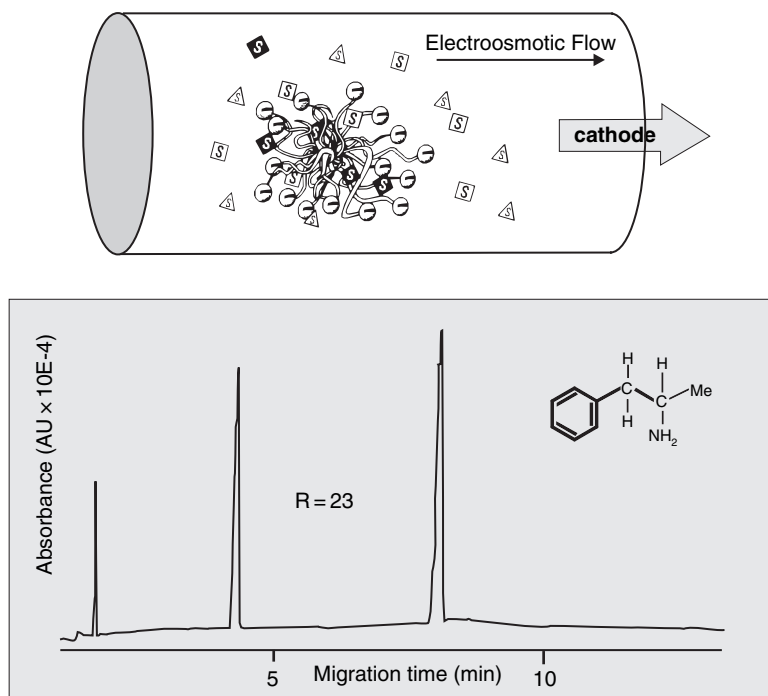 S
S
S
Electroosmotic Flow
S
S
S
S
S
S
cathode
S
S
S
S
S
S
S
S
S
S
S
Absorbance (AU × 10E-4)
R = 23
H
H
C
C
Me
H
NH₂
5
Migration time (min)
10